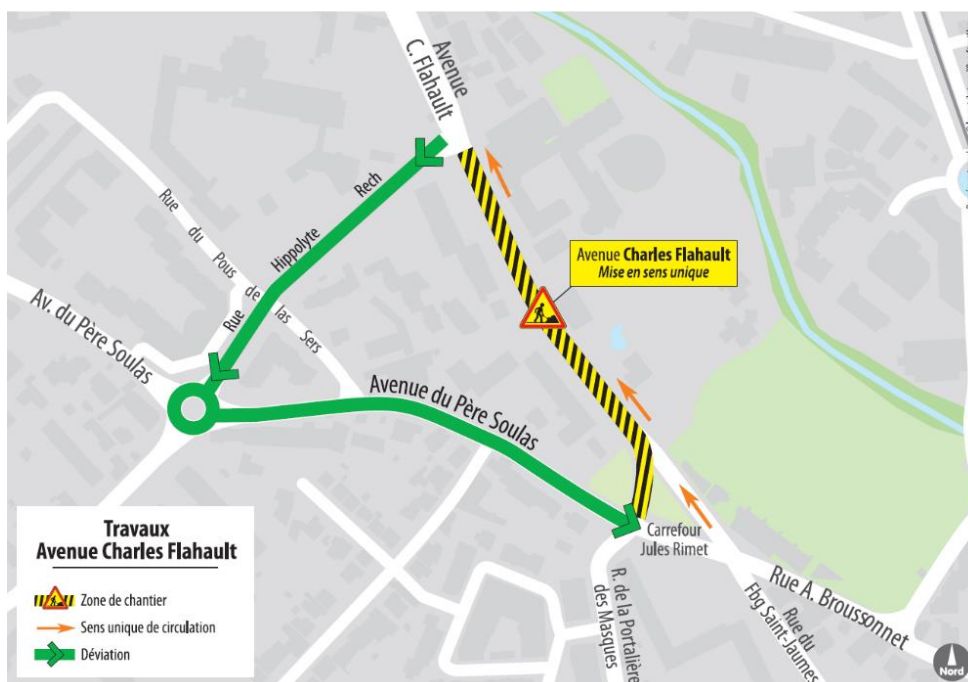 Avenue
C. Flahault
Rech
Hippolyte
Rue
Rue du Pous de las Sers
Av. du Père Soulas
Avenue du Père Soulas
Avenue Charles Flahault
Mise en sens unique
Carrefour
Jules Rimet
R. de la Portalière
des Masques
Rue A. Broussonnet
Rue du
Fbg Saint-Jaumes
Travaux
Avenue Charles Flahault
Zone de chantier
Sens unique de circulation
Déviation
Nord